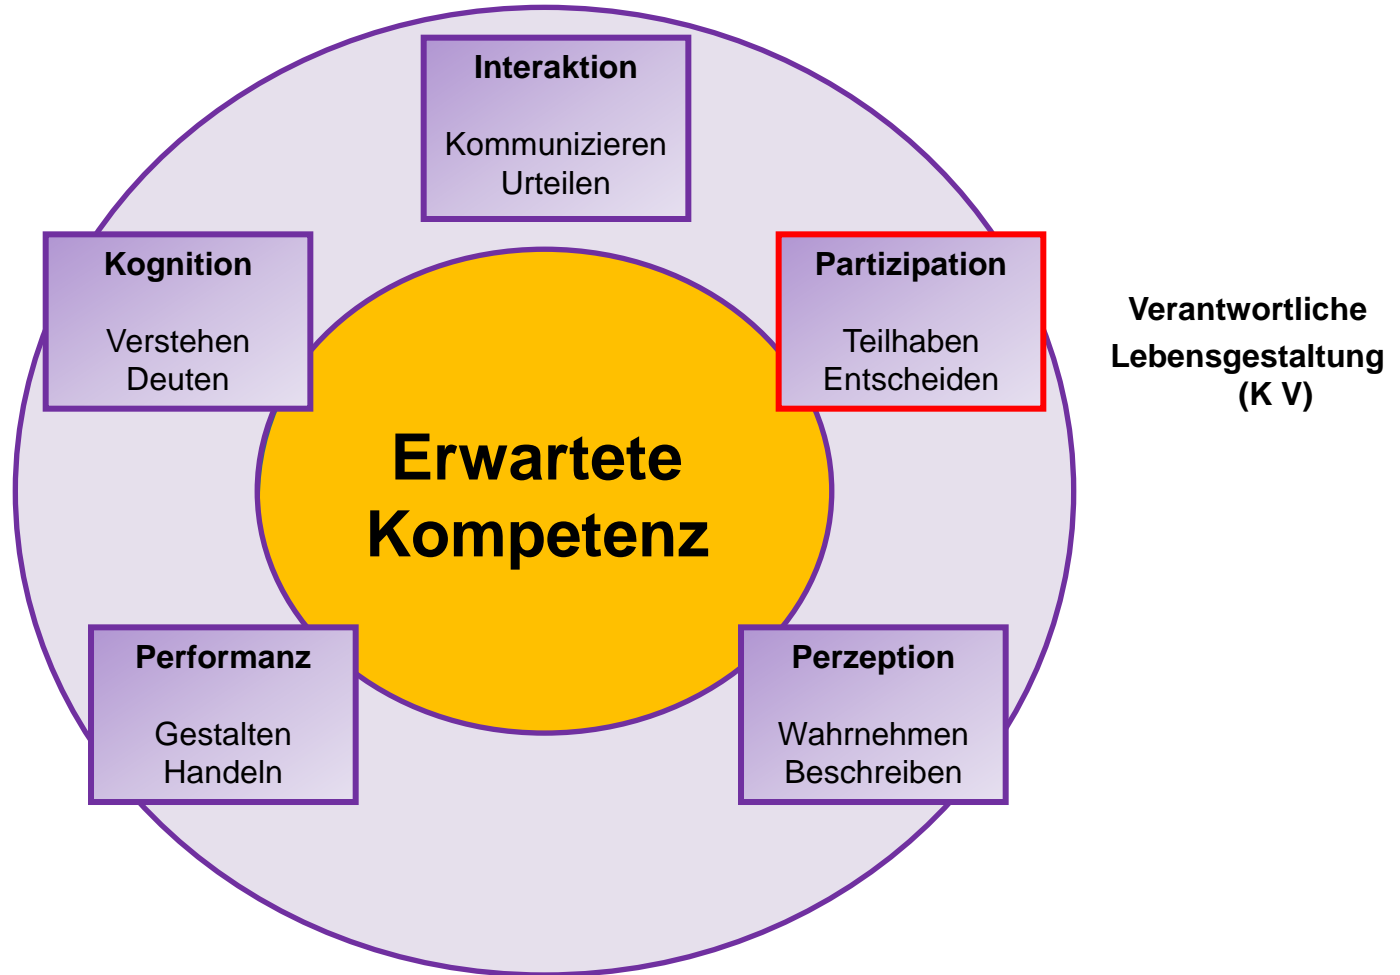 Interaktion
Kommunizieren
Urteilen
Kognition
Verstehen
Deuten
Partizipation
Teilhaben
Entscheiden
Verantwortliche
Lebensgestaltung
(K V)
Erwartete
Kompetenz
Performanz
Gestalten
Handeln
Perzeption
Wahrnehmen
Beschreiben